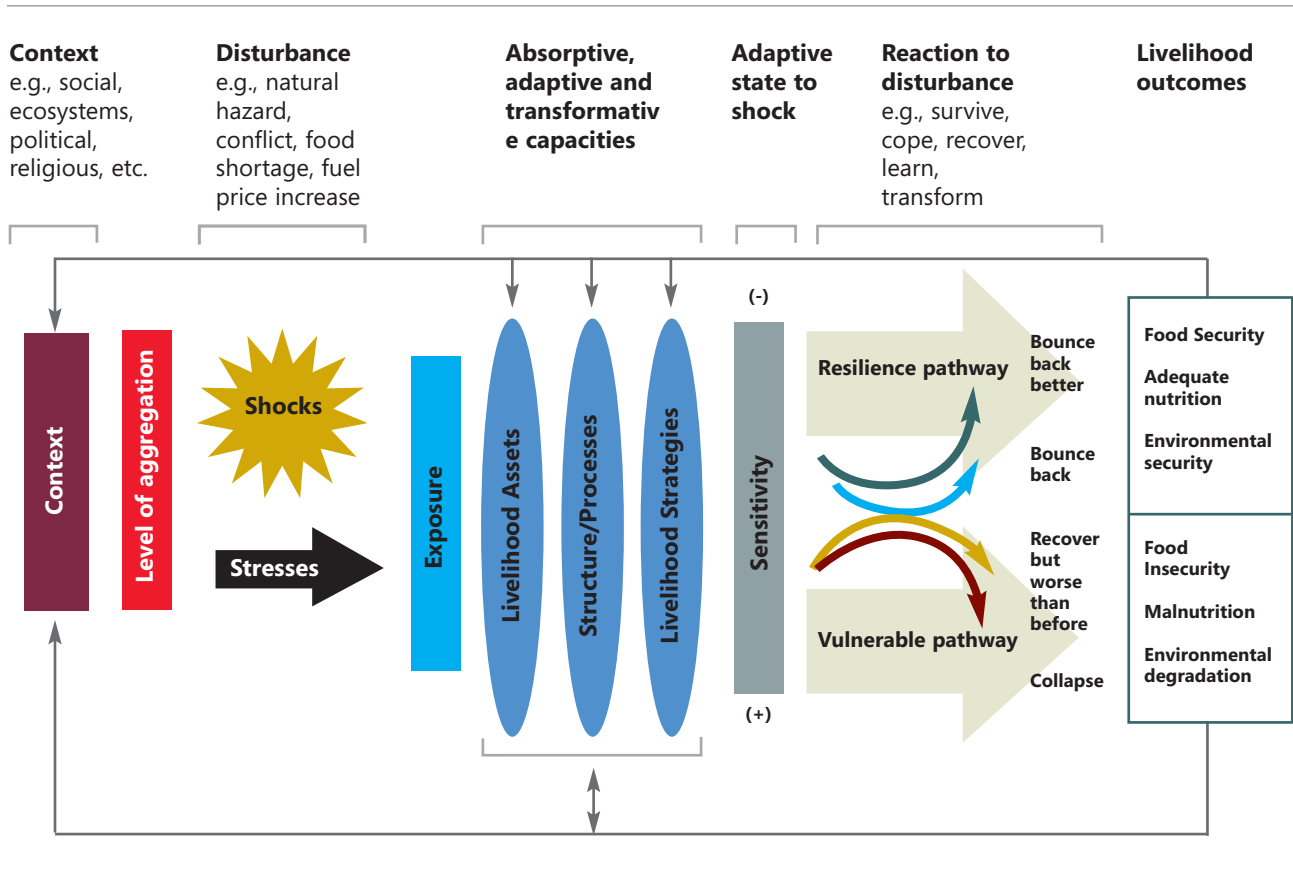 Context
e.g., social,
ecosystems,
political,
religious, etc.
Disturbance
e.g., natural
hazard,
conflict, food
shortage, fuel
price increase
Absorptive,
adaptive and
transformativ
e capacities
Adaptive
state to
shock
Reaction to
disturbance
e.g., survive,
cope, recover,
learn,
transform
Livelihood
outcomes
Context
Level of aggregation
Shocks
Stresses
Exposure
Livelihood Assets
Structure/Processes
Livelihood Strategies
(-)
Sensitivity
(+)
Resilience pathway
Bounce
back
better
Bounce
back
Recover
but
worse
than
before
Vulnerable pathway
Collapse
Food Security
Adequate
nutrition
Environmental
security
Food
Insecurity
Malnutrition
Environmental
degradation